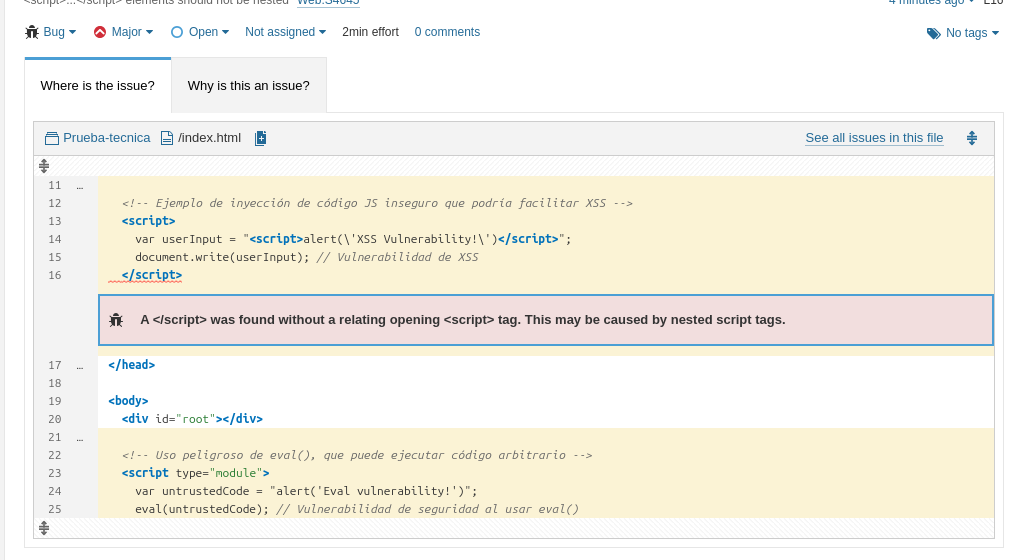 <script>...</script> elements should not be nested Web:S4645 4 minutes ago L16
Bug Major Open Not assigned 2min effort 0 comments No tags
Where is the issue? Why is this an issue?
Prueba-tecnica /index.html See all issues in this file
11 …
12 <!-- Ejemplo de inyección de código JS inseguro que podría facilitar XSS -->
13 <script>
14 var userInput = "<script>alert(\'XSS Vulnerability!\')</script>";
15 document.write(userInput); // Vulnerabilidad de XSS
16 </script>
A </script> was found without a relating opening <script> tag. This may be caused by nested script tags.
17 … </head>
18
19 <body>
20 <div id="root"></div>
21 …
22 <!-- Uso peligroso de eval(), que puede ejecutar código arbitrario -->
23 <script type="module">
24 var untrustedCode = "alert('Eval vulnerability!')";
25 eval(untrustedCode); // Vulnerabilidad de seguridad al usar eval()